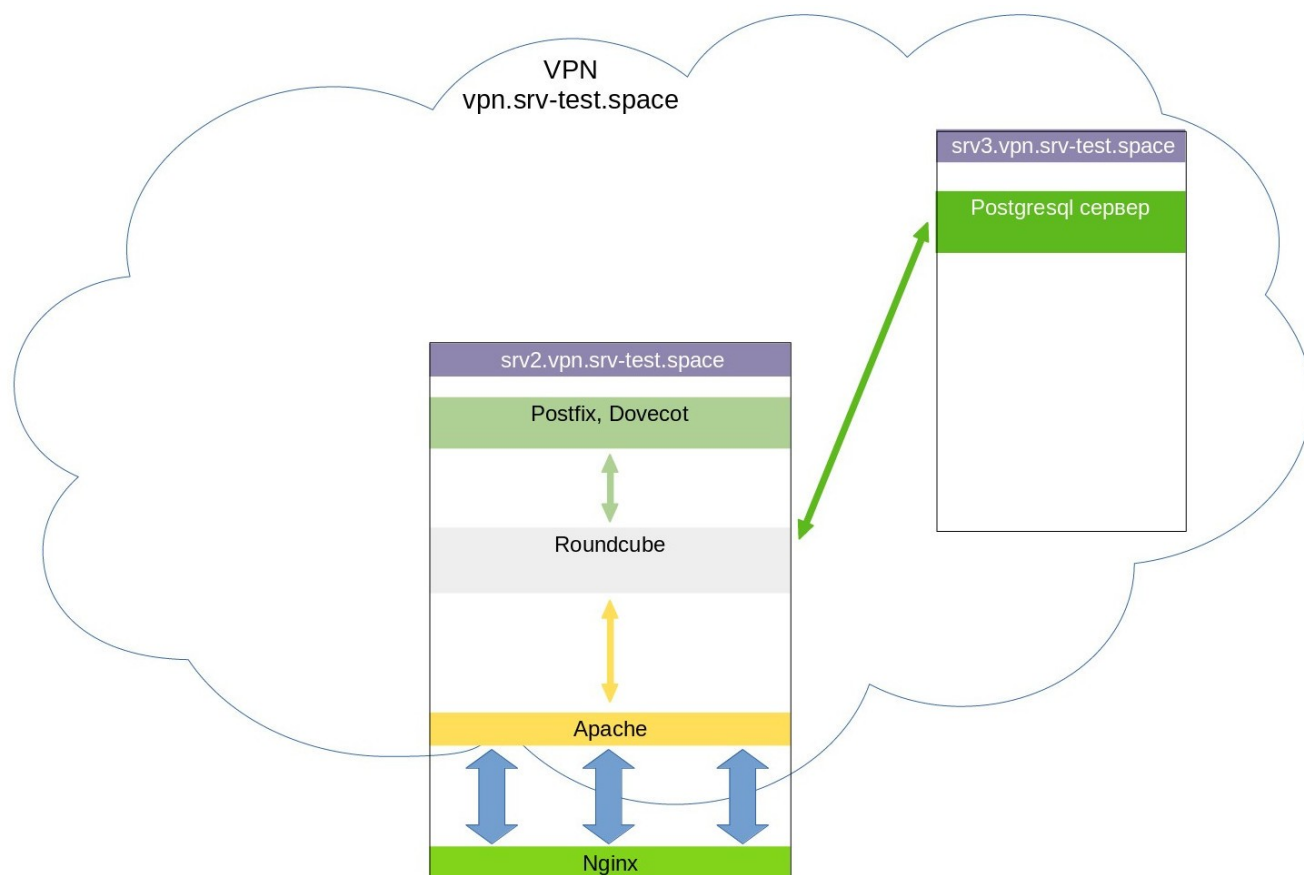 VPN
vpn.srv-test.space
srv3.vpn.srv-test.space
Postgresql сервер
srv2.vpn.srv-test.space
Postfix, Dovecot
Roundcube
Apache
Nginx